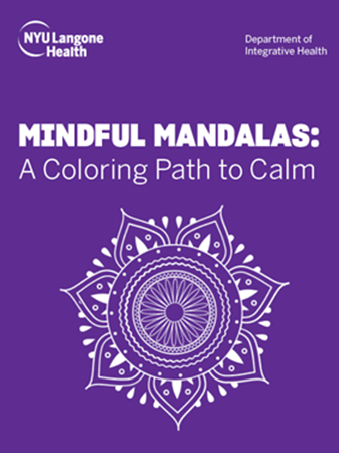 NYU Langone
Health
Department of
Integrative Health
MINDFUL MANDALAS:
A Coloring Path to Calm